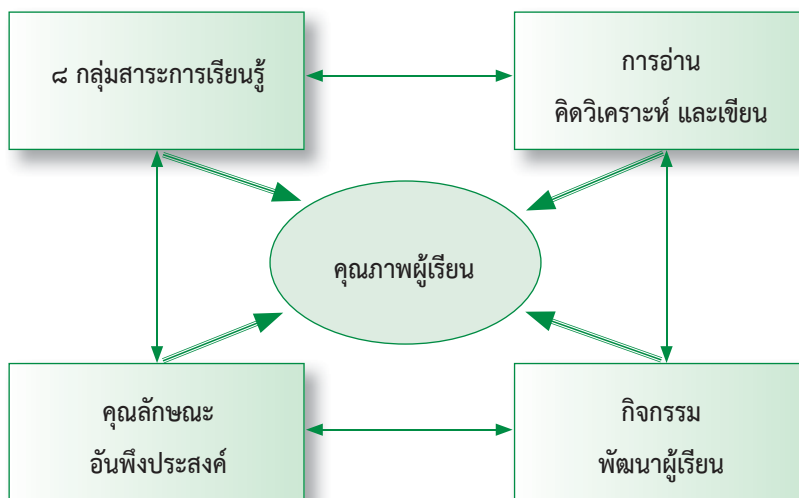 ๘ กลุ่มสาระการเรียนรู้
การอ่าน
คิดวิเคราะห์ และเขียน
คุณภาพผู้เรียน
คุณลักษณะ
อันพึงประสงค์
กิจกรรม
พัฒนาผู้เรียน